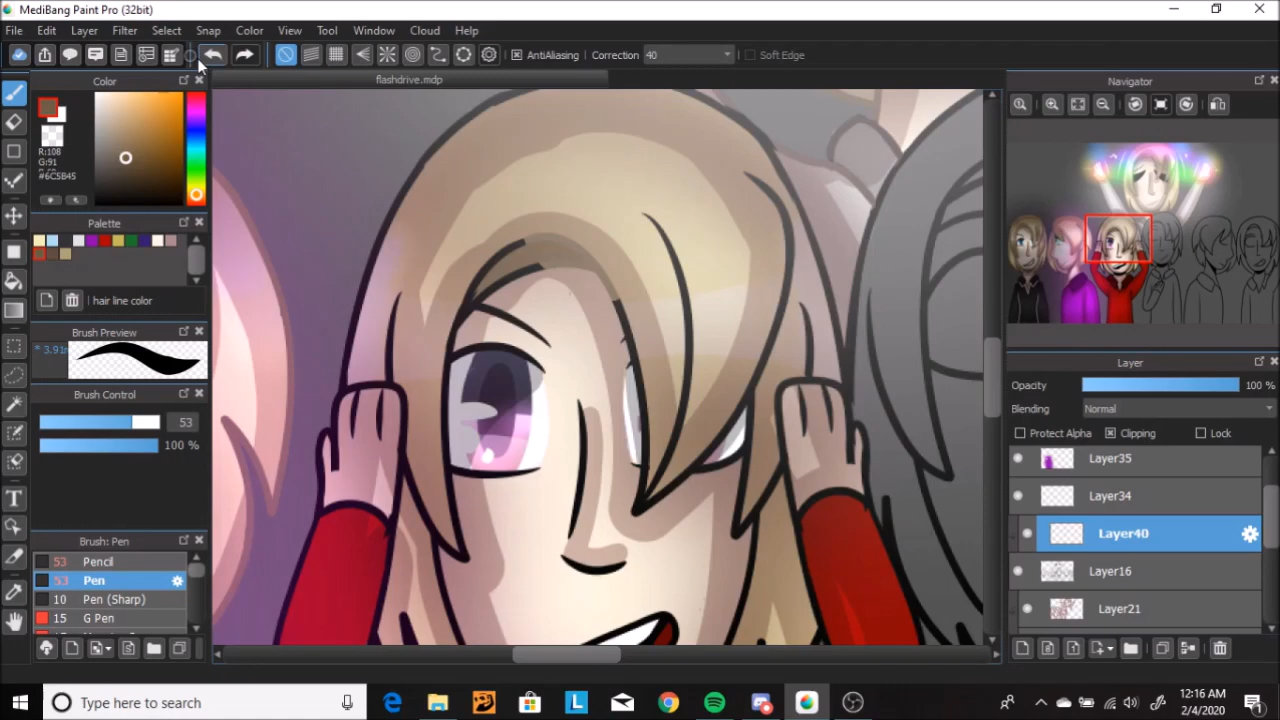 MediBang Paint Pro (32bit)
File Edit Layer Filter Select Snap Color View Tool Window Cloud Help
AntiAliasing Correction 40 Soft Edge
Color
flashdrive.mdp
Navigator
R:108
G:91
#6C5B45
Palette
hair line color
Brush Preview
* 3.91m
Brush Control
53
100 %
Brush: Pen
53 Pencil
53 Pen
10 Pen (Sharp)
15 G Pen
Layer
Opacity 100 %
Blending Normal
Protect Alpha Clipping Lock
Layer35
Layer34
Layer40
Layer16
Layer21
Type here to search
12:16 AM
2/4/2020